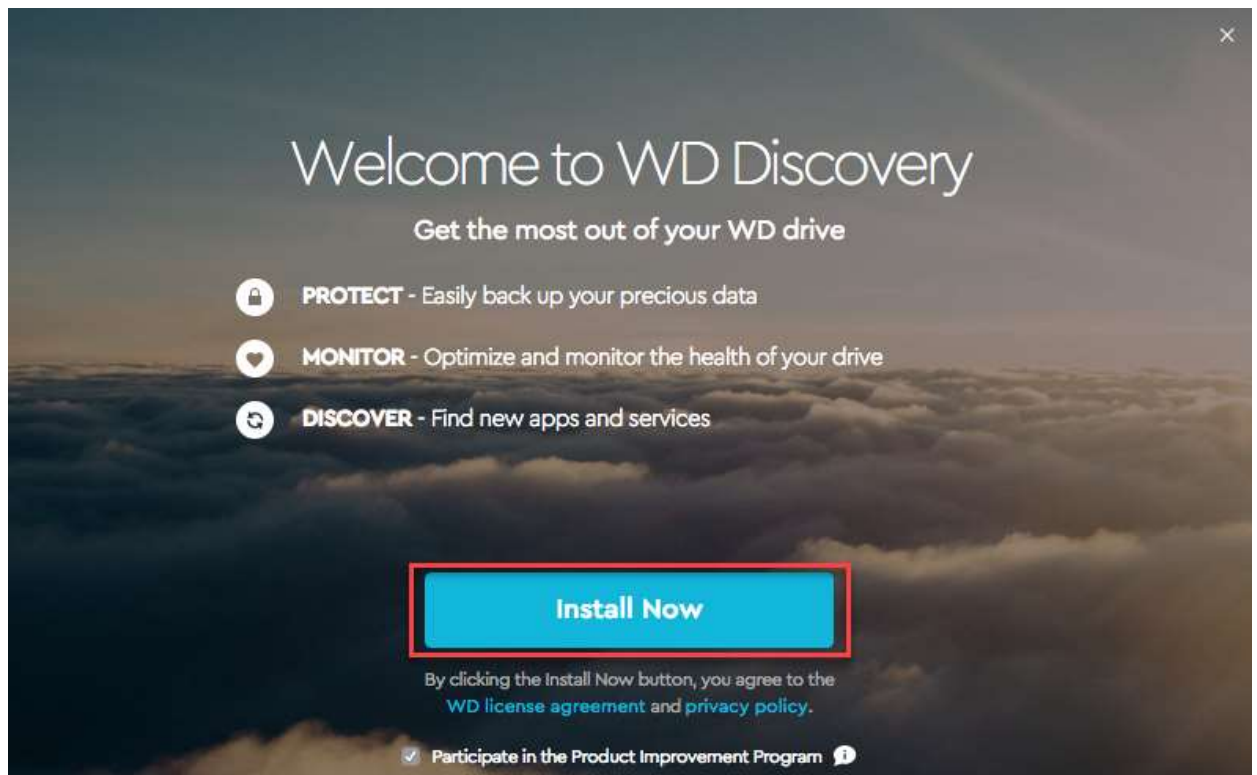 Welcome to WD Discovery
Get the most out of your WD drive
PROTECT - Easily back up your precious data
MONITOR - Optimize and monitor the health of your drive
DISCOVER - Find new apps and services
Install Now
By clicking the Install Now button, you agree to the
WD license agreement and privacy policy.
Participate in the Product Improvement Program